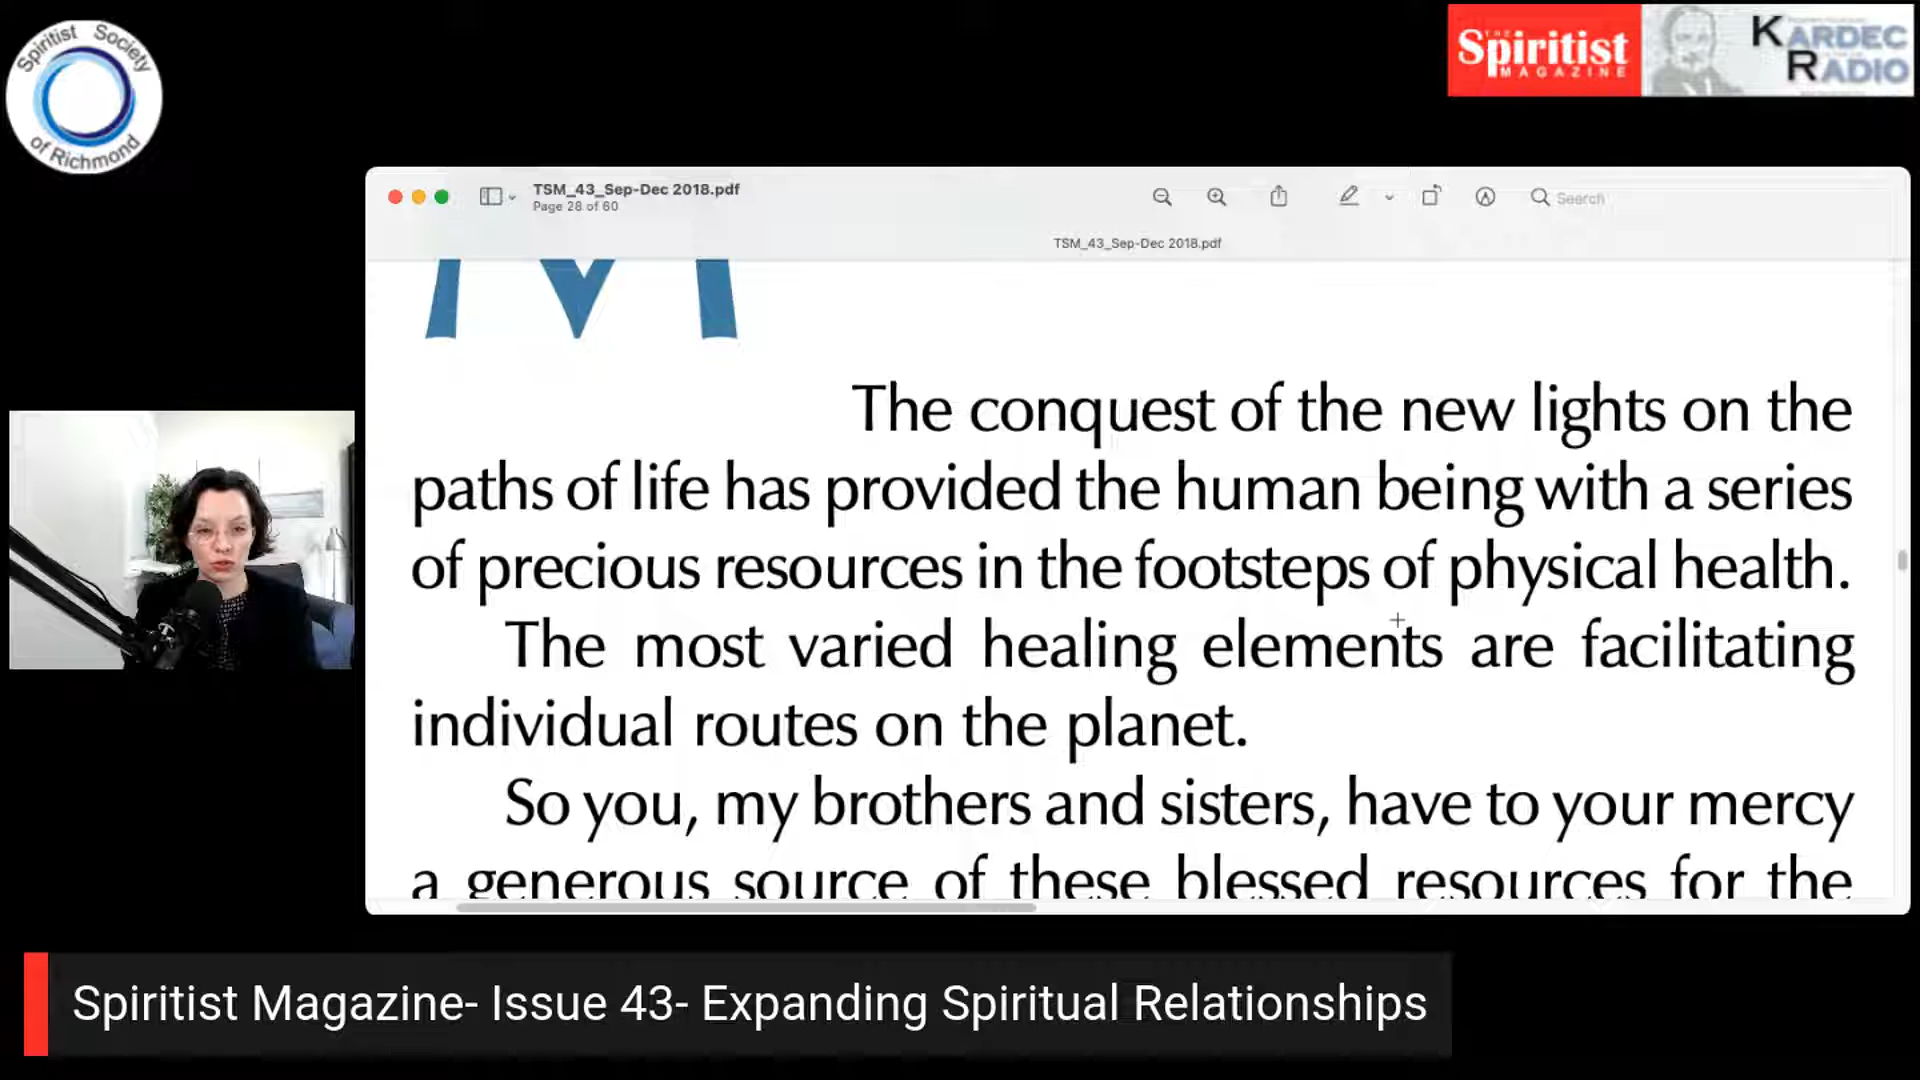 Spiritist Society
of Richmond
THE
Spiritist
MAGAZINE
KARDEC
RADIO
TSM_43_Sep-Dec 2018.pdf
Page 28 of 60
Search
TSM_43_Sep-Dec 2018.pdf
M
The conquest of the new lights on the
paths of life has provided the human being with a series
of precious resources in the footsteps of physical health.
The most varied healing elements are facilitating
individual routes on the planet.
So you, my brothers and sisters, have to your mercy
a generous source of these blessed resources for the
Spiritist Magazine- Issue 43- Expanding Spiritual Relationships